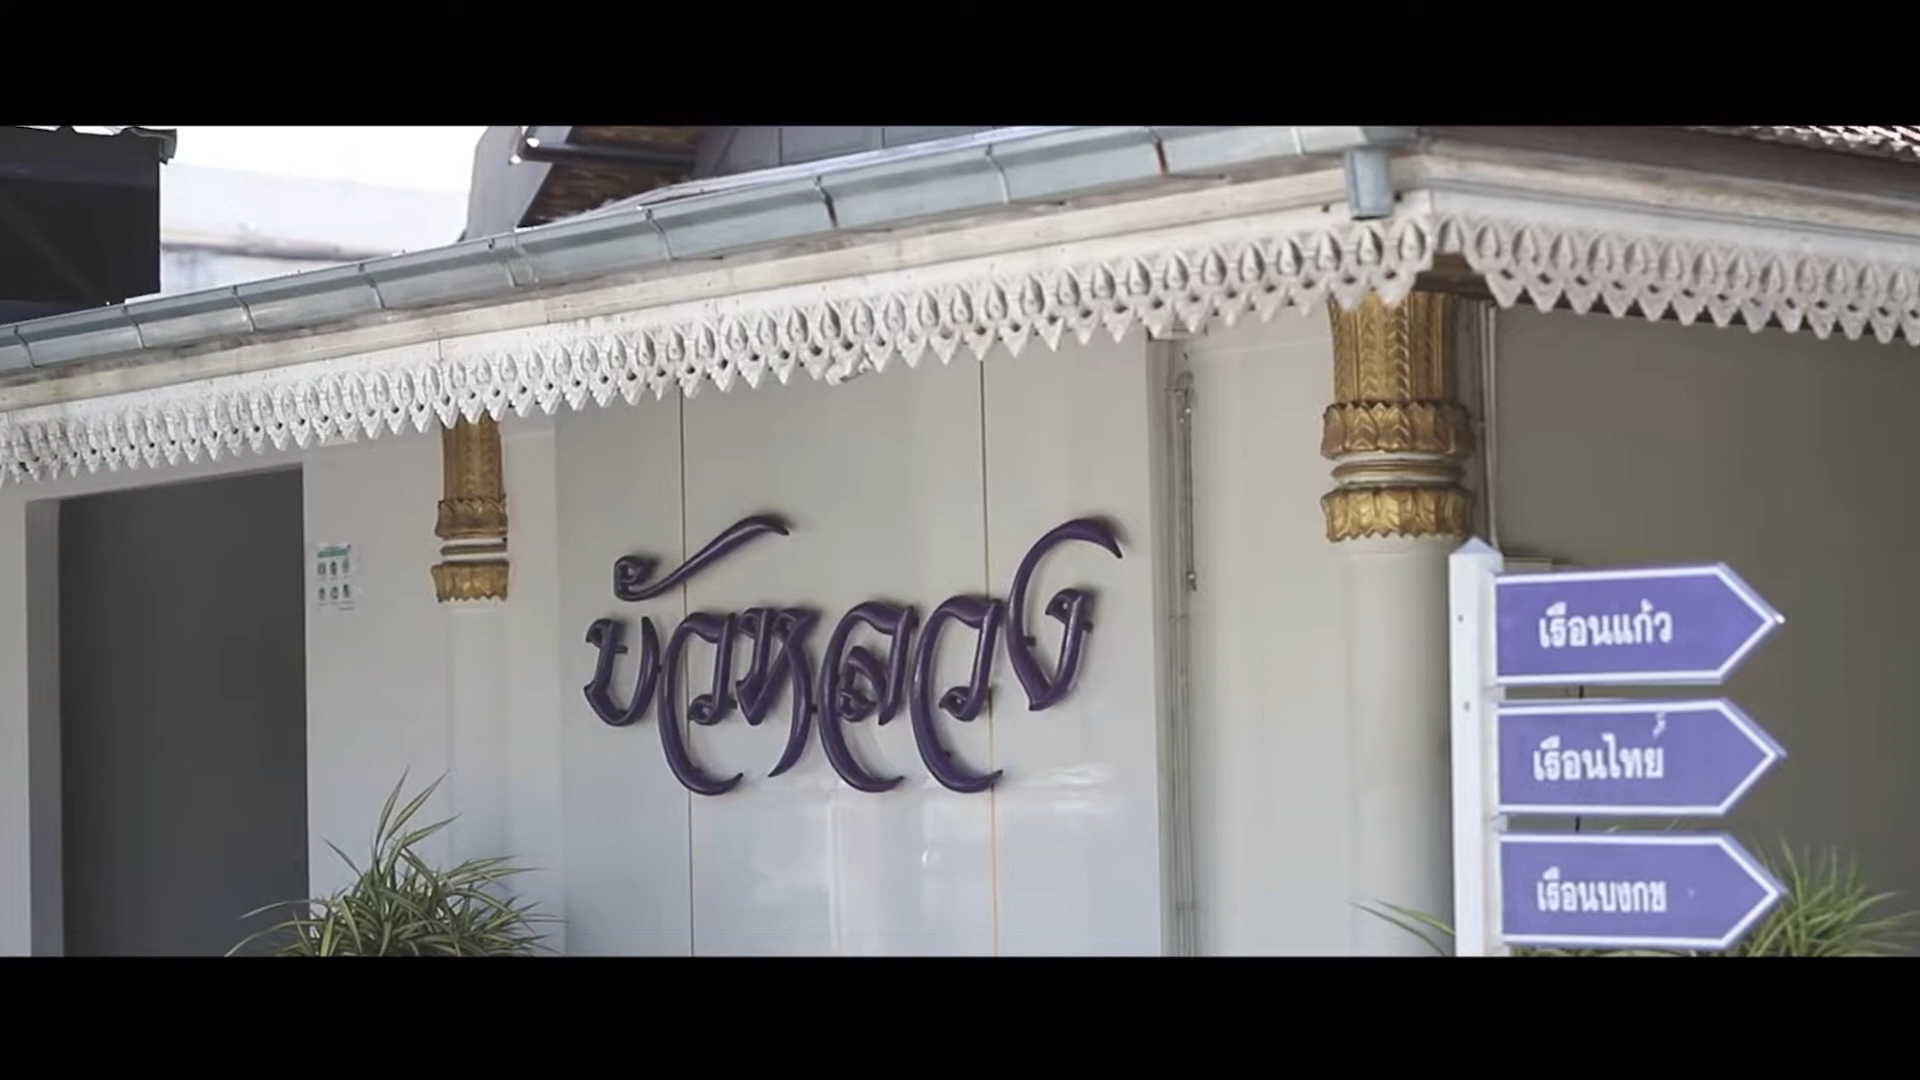 บัวหลวง
เรือนแก้ว
เรือนไทย์
เรือนบงกช